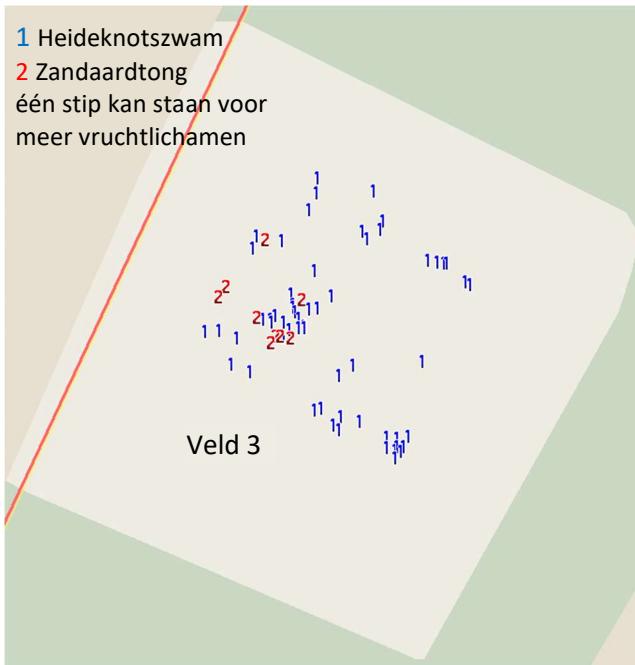 1 Heideknotszwam
2 Zandaardtong
één stip kan staan voor
meer vruchtlichamen
Veld 3